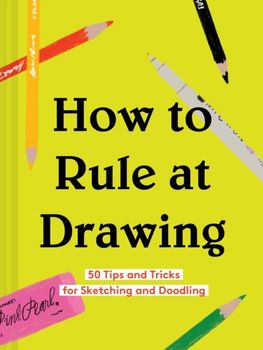 How to
Rule at
Drawing
50 Tips and Tricks
for Sketching and Doodling
Pink Pearl